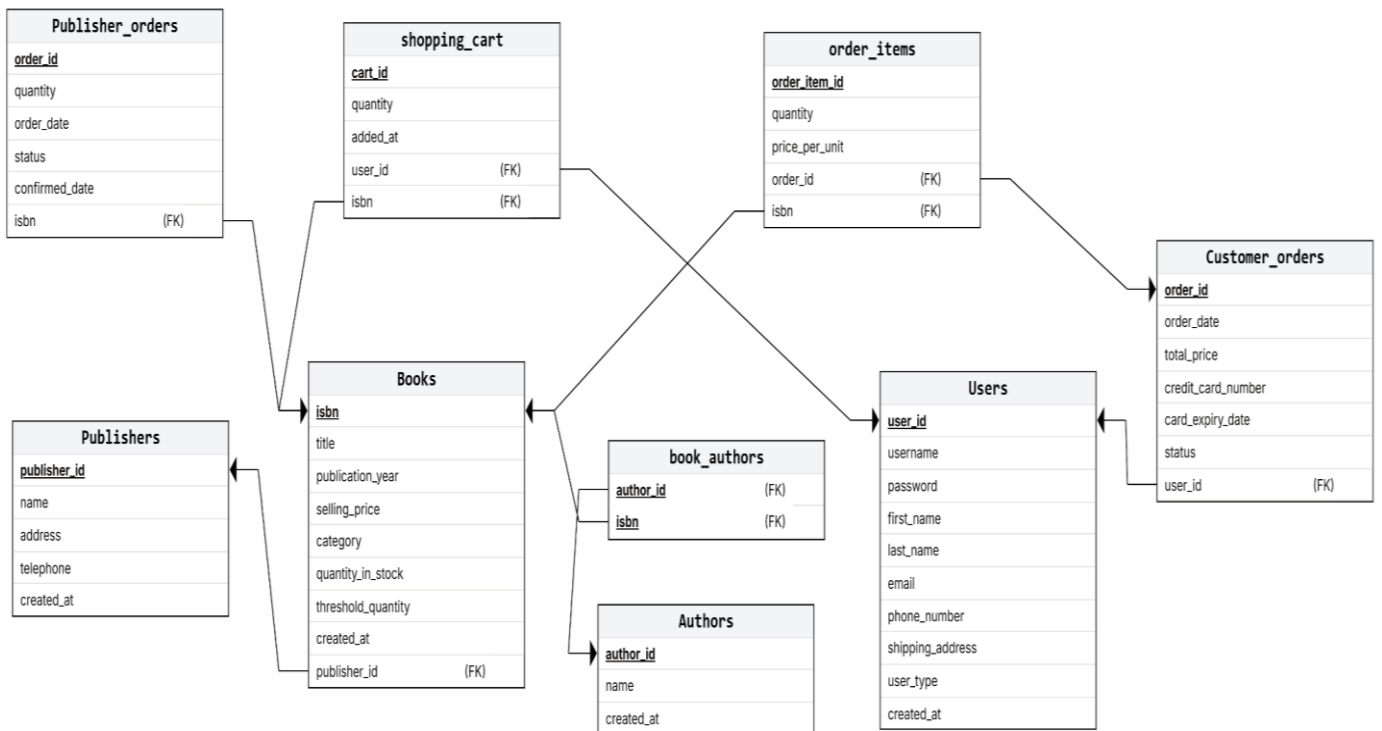 Publisher_orders
order_id
quantity
order_date
status
confirmed_date
isbn (FK)
shopping_cart
cart_id
quantity
added_at
user_id (FK)
isbn (FK)
order_items
order_item_id
quantity
price_per_unit
order_id (FK)
isbn (FK)
Customer_orders
order_id
order_date
total_price
credit_card_number
card_expiry_date
status
user_id (FK)
Publishers
publisher_id
name
address
telephone
created_at
Books
isbn
title
publication_year
selling_price
category
quantity_in_stock
threshold_quantity
created_at
publisher_id (FK)
book_authors
author_id (FK)
isbn (FK)
Authors
author_id
name
created_at
Users
user_id
username
password
first_name
last_name
email
phone_number
shipping_address
user_type
created_at